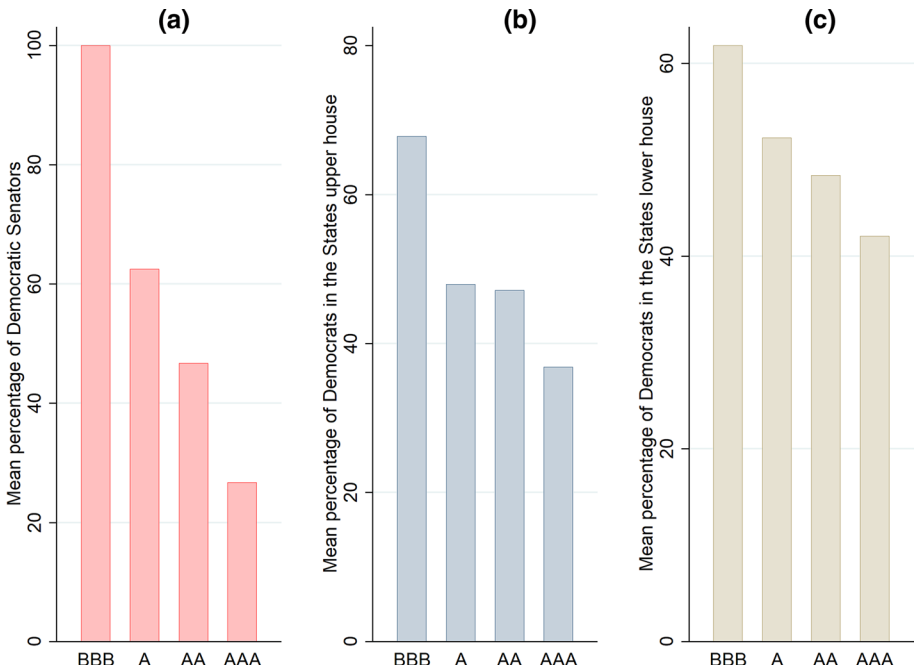 (a)
Mean percentage of Democratic Senators
100
80
60
40
20
0
BBB A AA AAA
(b)
Mean percentage of Democrats in the States upper house
80
60
40
20
0
BBB A AA AAA
(c)
Mean percentage of Democrats in the States lower house
60
40
20
0
BBB A AA AAA